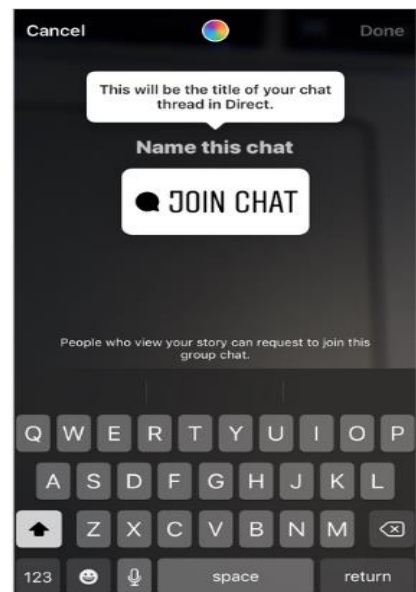 Cancel
Done
This will be the title of your chat
thread in Direct.
Name this chat
JOIN CHAT
People who view your story can request to join this
group chat.
Q W E R T Y U I O P
A S D F G H J K L
Z X C V B N M
123
space
return